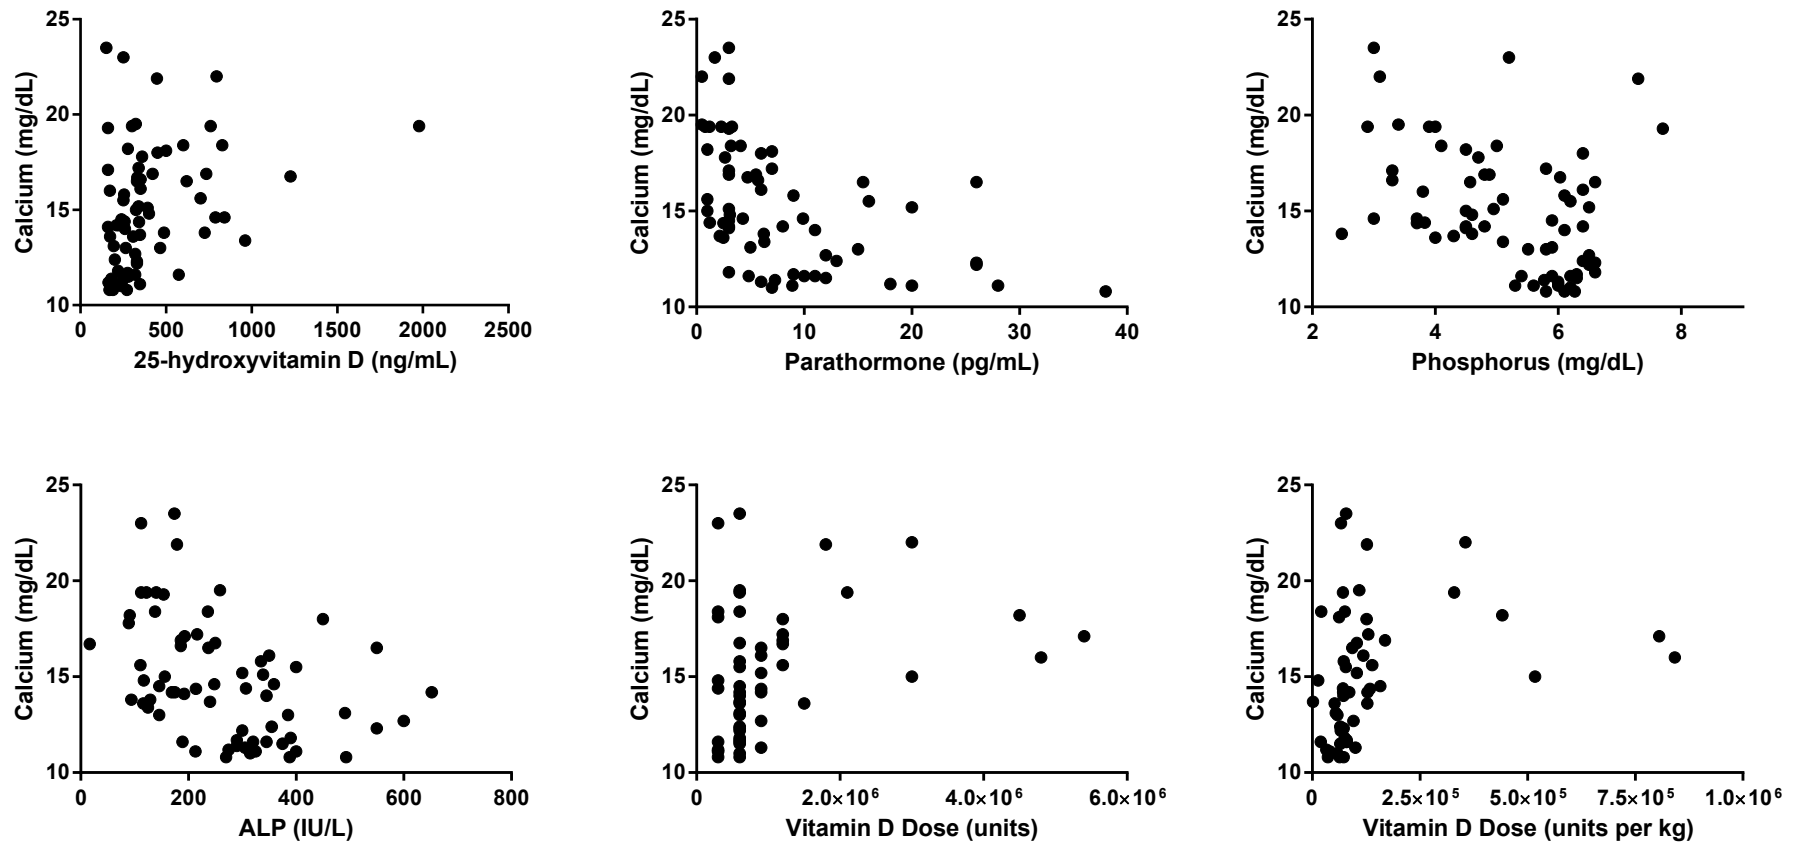 25
20
15
10
Calcium (mg/dL)
0 500 1000 1500 2000 2500
25-hydroxyvitamin D (ng/mL)
25
20
15
10
Calcium (mg/dL)
0 10 20 30 40
Parathormone (pg/mL)
25
20
15
10
Calcium (mg/dL)
2 4 6 8
Phosphorus (mg/dL)
25
20
15
10
Calcium (mg/dL)
0 200 400 600 800
ALP (IU/L)
25
20
15
10
Calcium (mg/dL)
0 2.0×10⁶ 4.0×10⁶ 6.0×10⁶
Vitamin D Dose (units)
25
20
15
10
Calcium (mg/dL)
0 2.5×10⁵ 5.0×10⁵ 7.5×10⁵ 1.0×10⁶
Vitamin D Dose (units per kg)